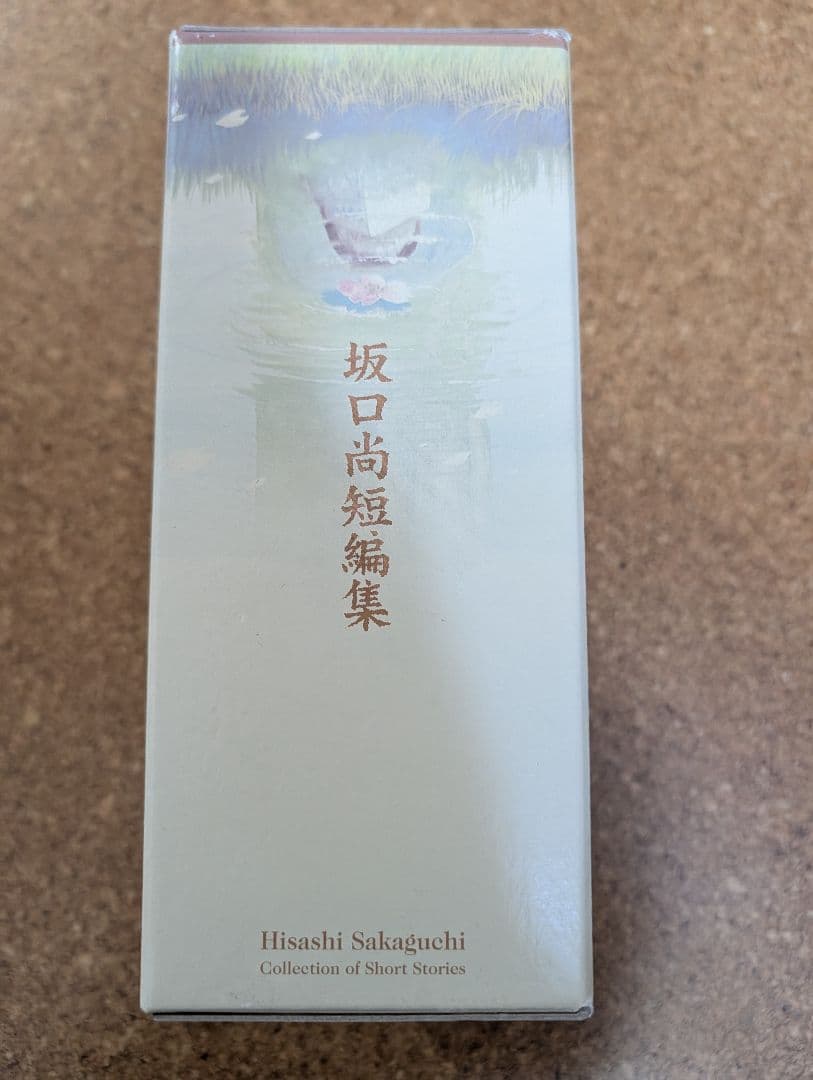 坂口尚短編集
Hisashi Sakaguchi
Collection of Short Stories